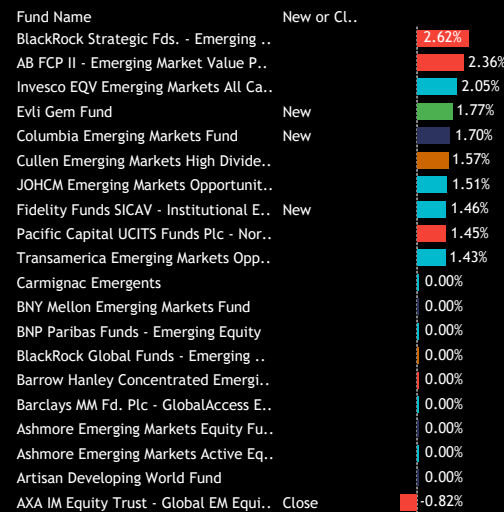 Fund Name New or Cl..
BlackRock Strategic Fds. - Emerging .. 2.62%
AB FCP II - Emerging Market Value P.. 2.36%
Invesco EQV Emerging Markets All Ca.. 2.05%
Evli Gem Fund New 1.77%
Columbia Emerging Markets Fund New 1.70%
Cullen Emerging Markets High Divide.. 1.57%
JOHCM Emerging Markets Opportunit.. 1.51%
Fidelity Funds SICAV - Institutional E.. New 1.46%
Pacific Capital UCITS Funds Plc - Nor.. 1.45%
Transamerica Emerging Markets Opp.. 1.43%
Carmignac Emergents 0.00%
BNY Mellon Emerging Markets Fund 0.00%
BNP Paribas Funds - Emerging Equity 0.00%
BlackRock Global Funds - Emerging .. 0.00%
Barrow Hanley Concentrated Emergi.. 0.00%
Barclays MM Fd. Plc - GlobalAccess E.. 0.00%
Ashmore Emerging Markets Equity Fu.. 0.00%
Ashmore Emerging Markets Active Eq.. 0.00%
Artisan Developing World Fund 0.00%
AXA IM Equity Trust - Global EM Equi.. Close -0.82%